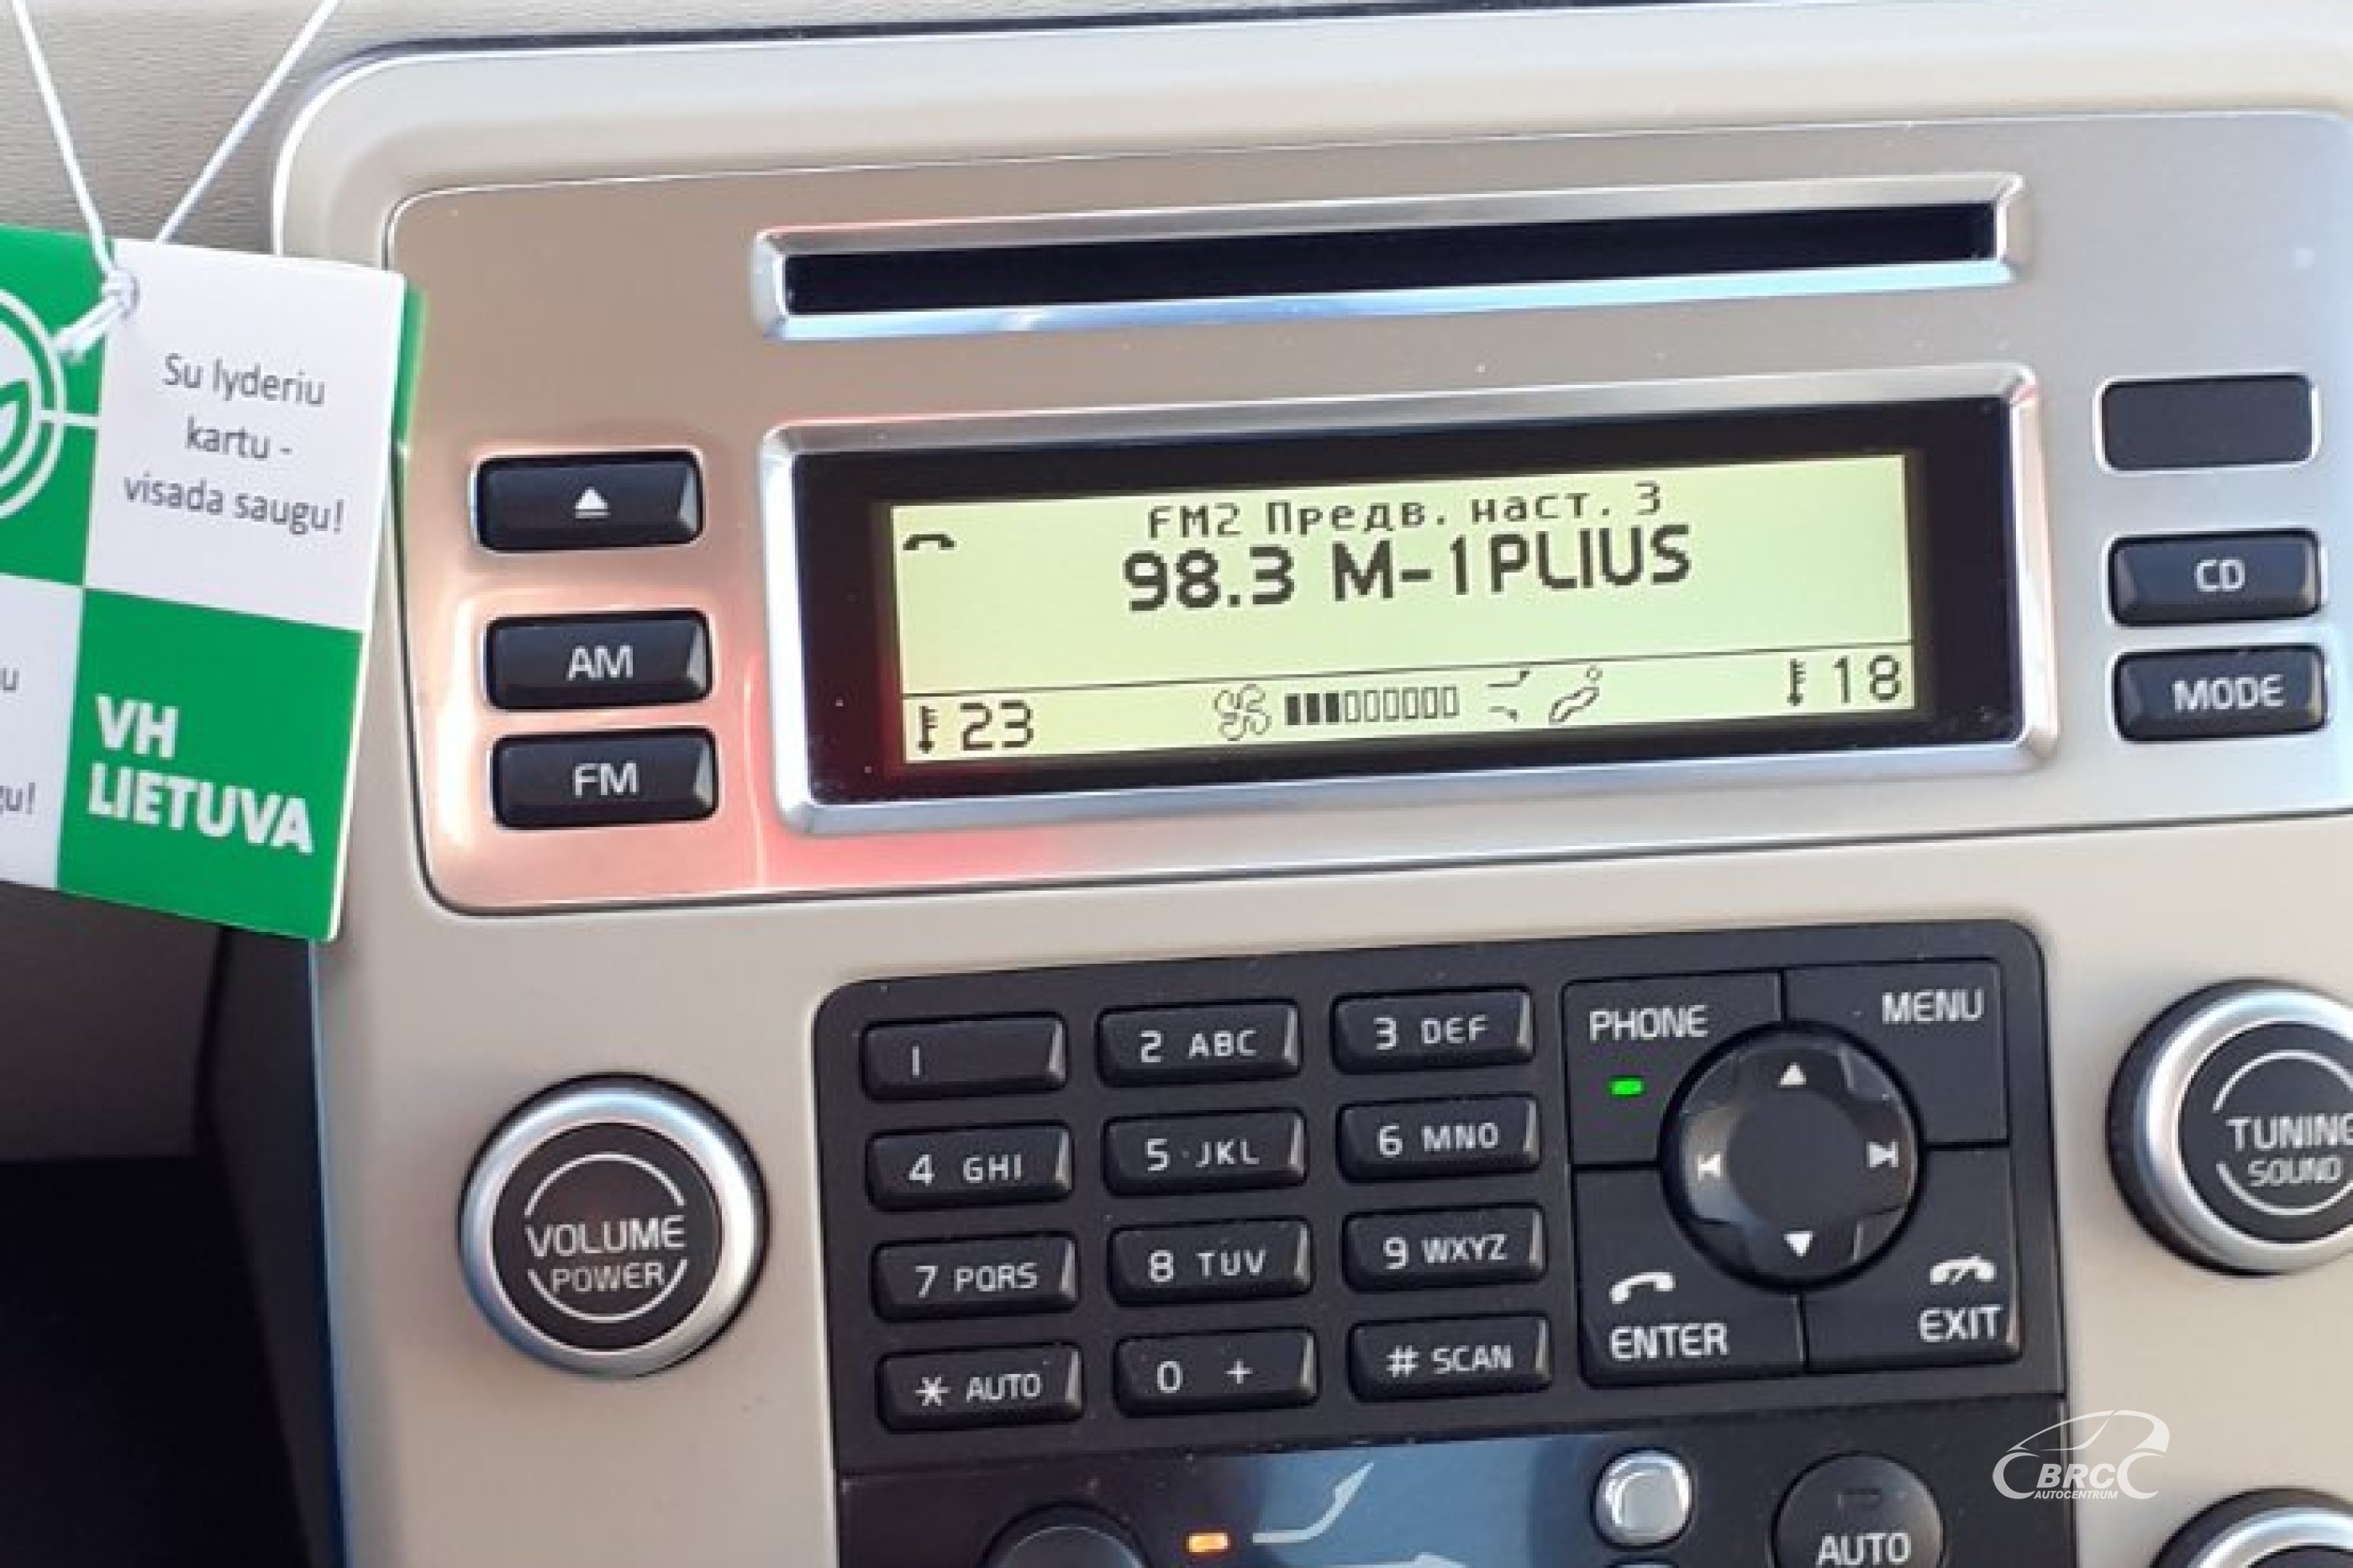 Su lyderiu
kartu -
visada saugu!
VH
LIETUVA
u
gu!
FM2 Предв. наст. 3
98.3 M-1PLIUS
23
18
AM
FM
CD
MODE
VOLUME
POWER
1
2 ABC
3 DEF
4 GHI
5 JKL
6 MNO
7 PQRS
8 TUV
9 WXYZ
* AUTO
0 +
# SCAN
PHONE
MENU
ENTER
EXIT
TUNING
SOUND
AUTO
BRC
AUTOCENTRUM